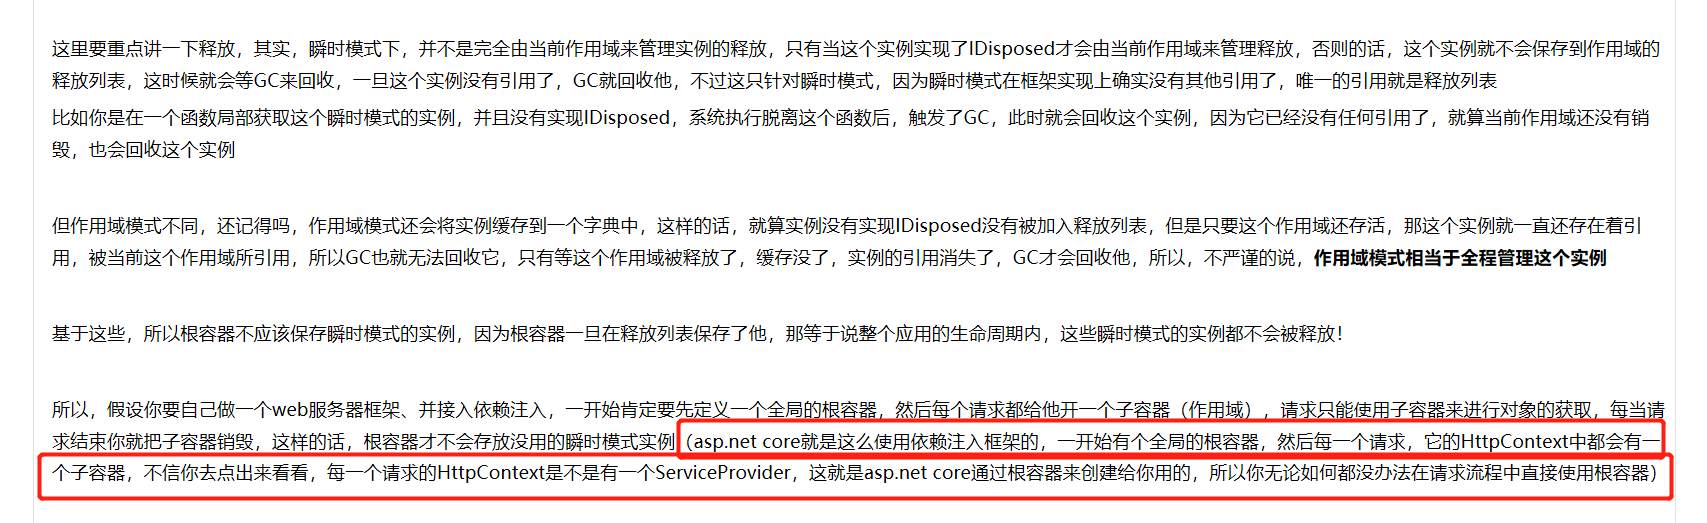 这里要重点讲一下释放，其实，瞬时模式下，并不是完全由当前作用域来管理实例的释放，只有当这个实例实现了IDisposed才会由当前作用域来管理释放，否则的话，这个实例就不会保存到作用域的
释放列表，这时候就会等GC来回收，一旦这个实例没有引用了，GC就回收他，不过这只针对瞬时模式，因为瞬时模式在框架实现上确实没有其他引用了，唯一的引用就是释放列表
比如你是在一个函数局部获取这个瞬时模式的实例，并且没有实现IDisposed，系统执行脱离这个函数后，触发了GC，此时就会回收这个实例，因为它已经没有任何引用了，就算当前作用域还没有销
毁，也会回收这个实例
但作用域模式不同，还记得吗，作用域模式还会将实例缓存到一个字典中，这样的话，就算实例没有实现IDisposed没有被加入释放列表，但是只要这个作用域还存活，那这个实例就一直还存在着引
用，被当前这个作用域所引用，所以GC也就无法回收它，只有等这个作用域被释放了，缓存没了，实例的引用消失了，GC才会回收他，所以，不严谨的说，作用域模式相当于全程管理这个实例
基于这些，所以根容器不应该保存瞬时模式的实例，因为根容器一旦在释放列表保存了他，那等于说整个应用的生命周期内，这些瞬时模式的实例都不会被释放！
所以，假设你要自己做一个web服务器框架、并接入依赖注入，一开始肯定要先定义一个全局的根容器，然后每个请求都给他开一个子容器（作用域），请求只能使用子容器来进行对象的获取，每当请
求结束你就把子容器销毁，这样的话，根容器才不会存放没用的瞬时模式实例（asp.net core就是这么使用依赖注入框架的，一开始有个全局的根容器，然后每一个请求，它的HttpContext中都会有一
个子容器，不信你去点出来看看，每一个请求的HttpContext是不是有一个ServiceProvider，这就是asp.net core通过根容器来创建给你用的，所以你无论如何都没办法在请求流程中直接使用根容器）